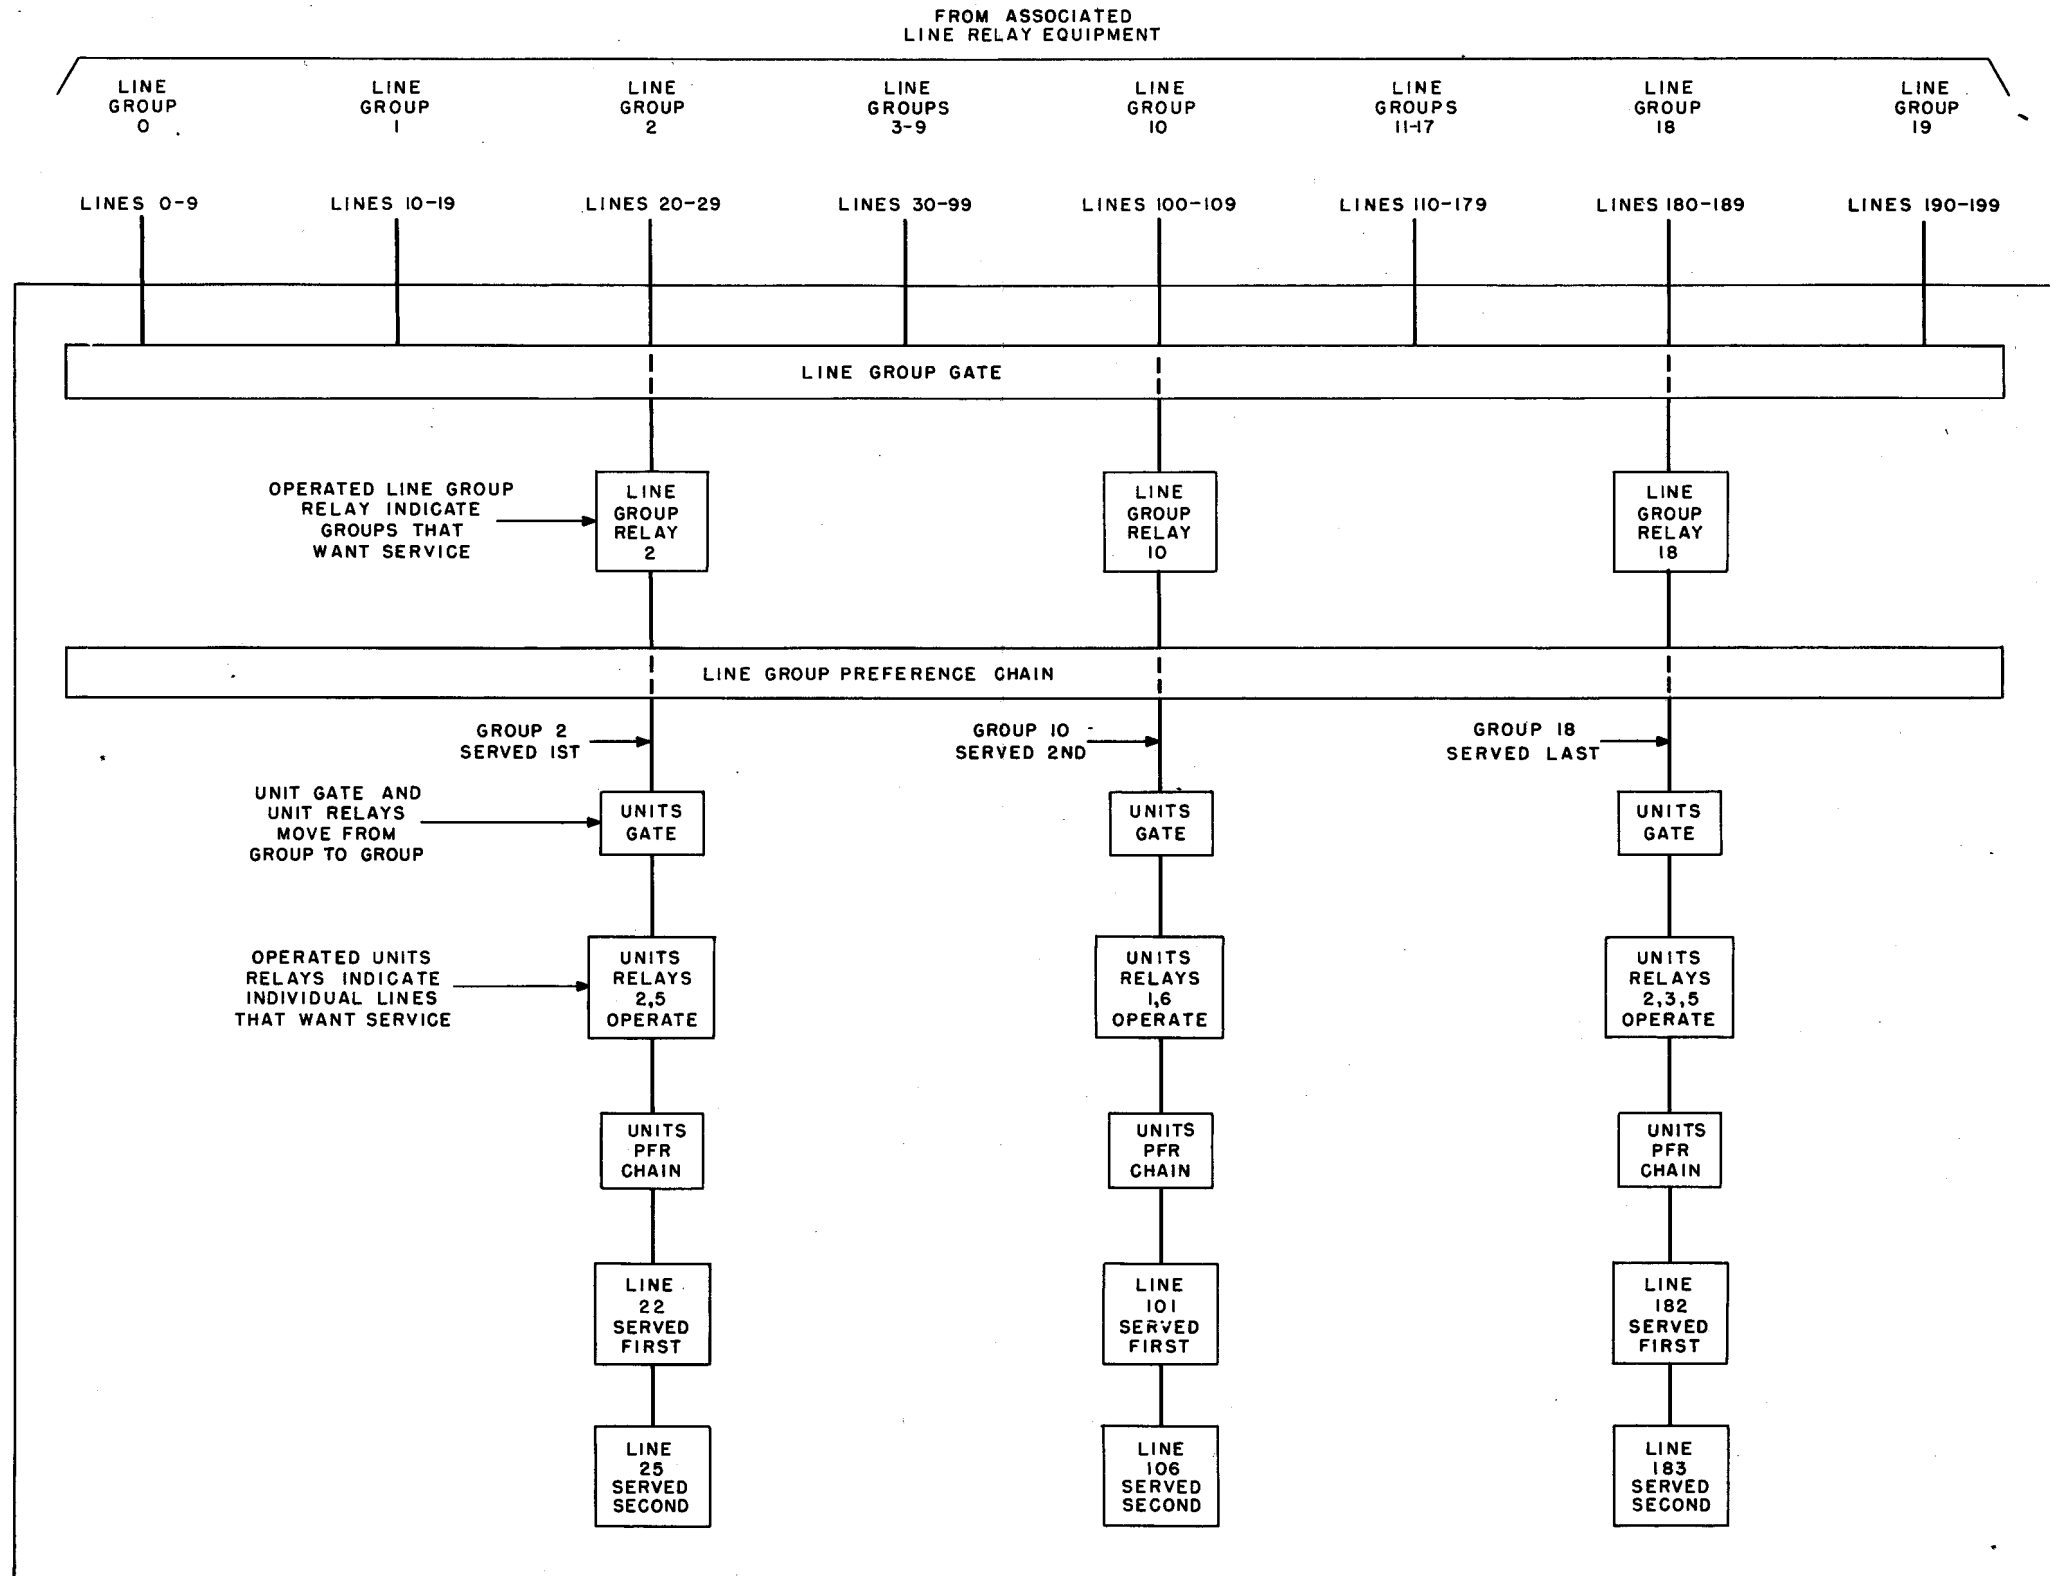 FROM ASSOCIATED
LINE RELAY EQUIPMENT
LINE
GROUP
0
LINE
GROUP
1
LINE
GROUP
2
LINE
GROUPS
3-9
LINE
GROUP
10
LINE
GROUPS
11-17
LINE
GROUP
18
LINE
GROUP
19
LINES 0-9
LINES 10-19
LINES 20-29
LINES 30-99
LINES 100-109
LINES 110-179
LINES 180-189
LINES 190-199
LINE GROUP GATE
OPERATED LINE GROUP
RELAY INDICATE
GROUPS THAT
WANT SERVICE
LINE
GROUP
RELAY
2
LINE
GROUP
RELAY
10
LINE
GROUP
RELAY
18
LINE GROUP PREFERENCE CHAIN
GROUP 2
SERVED 1ST
GROUP 10
SERVED 2ND
GROUP 18
SERVED LAST
UNIT GATE AND
UNIT RELAYS
MOVE FROM
GROUP TO GROUP
UNITS
GATE
UNITS
GATE
UNITS
GATE
OPERATED UNITS
RELAYS INDICATE
INDIVIDUAL LINES
THAT WANT SERVICE
UNITS
RELAYS
2,5
OPERATE
UNITS
RELAYS
1,6
OPERATE
UNITS
RELAYS
2,3,5
OPERATE
UNITS
PFR
CHAIN
UNITS
PFR
CHAIN
UNITS
PFR
CHAIN
LINE
22
SERVED
FIRST
LINE
101
SERVED
FIRST
LINE
182
SERVED
FIRST
LINE
25
SERVED
SECOND
LINE
106
SERVED
SECOND
LINE
183
SERVED
SECOND